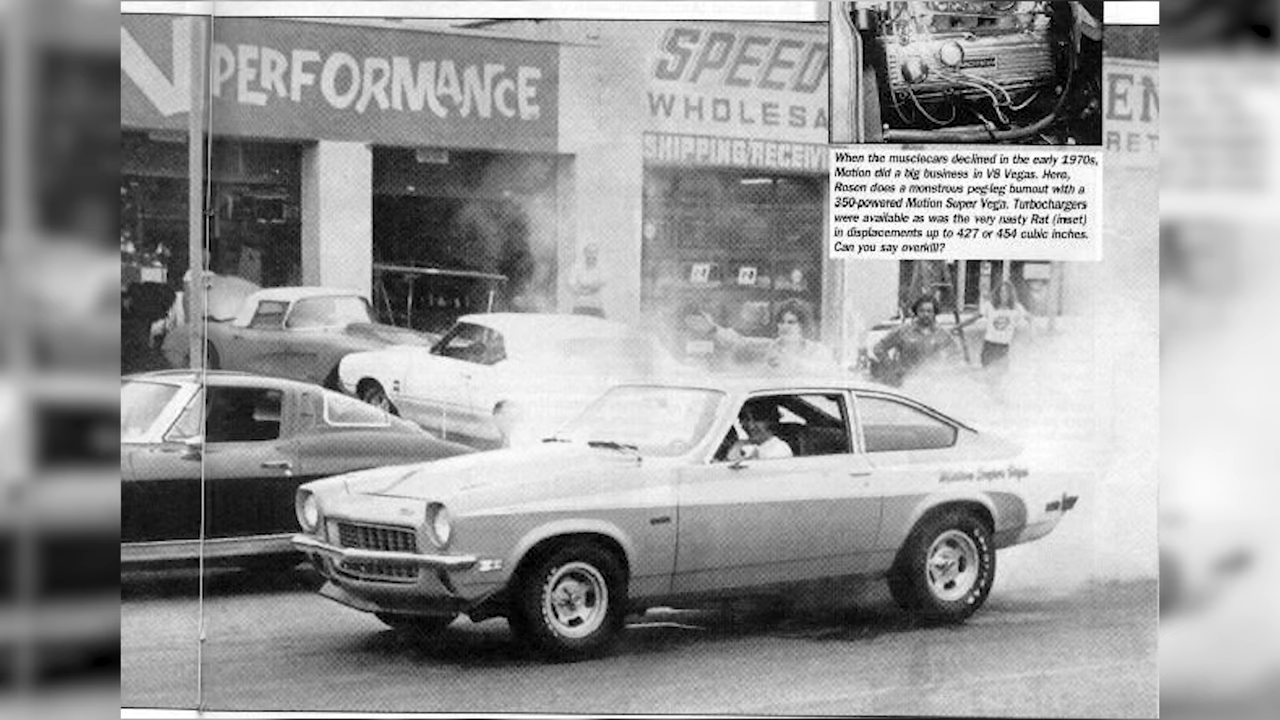 PERFORMANCE
SPEED
WHOLESA
SHIPPING/RECEIVI
EN
RET
When the musclecars declined in the early 1970s,
Motion did a big business in V8 Vegas. Here,
Rosen does a monstrous peg-leg burnout with a
350-powered Motion Super Vega. Turbochargers
were available as was the very nasty Rat (inset)
in displacements up to 427 or 454 cubic inches.
Can you say overkill?
Motion Super Vega